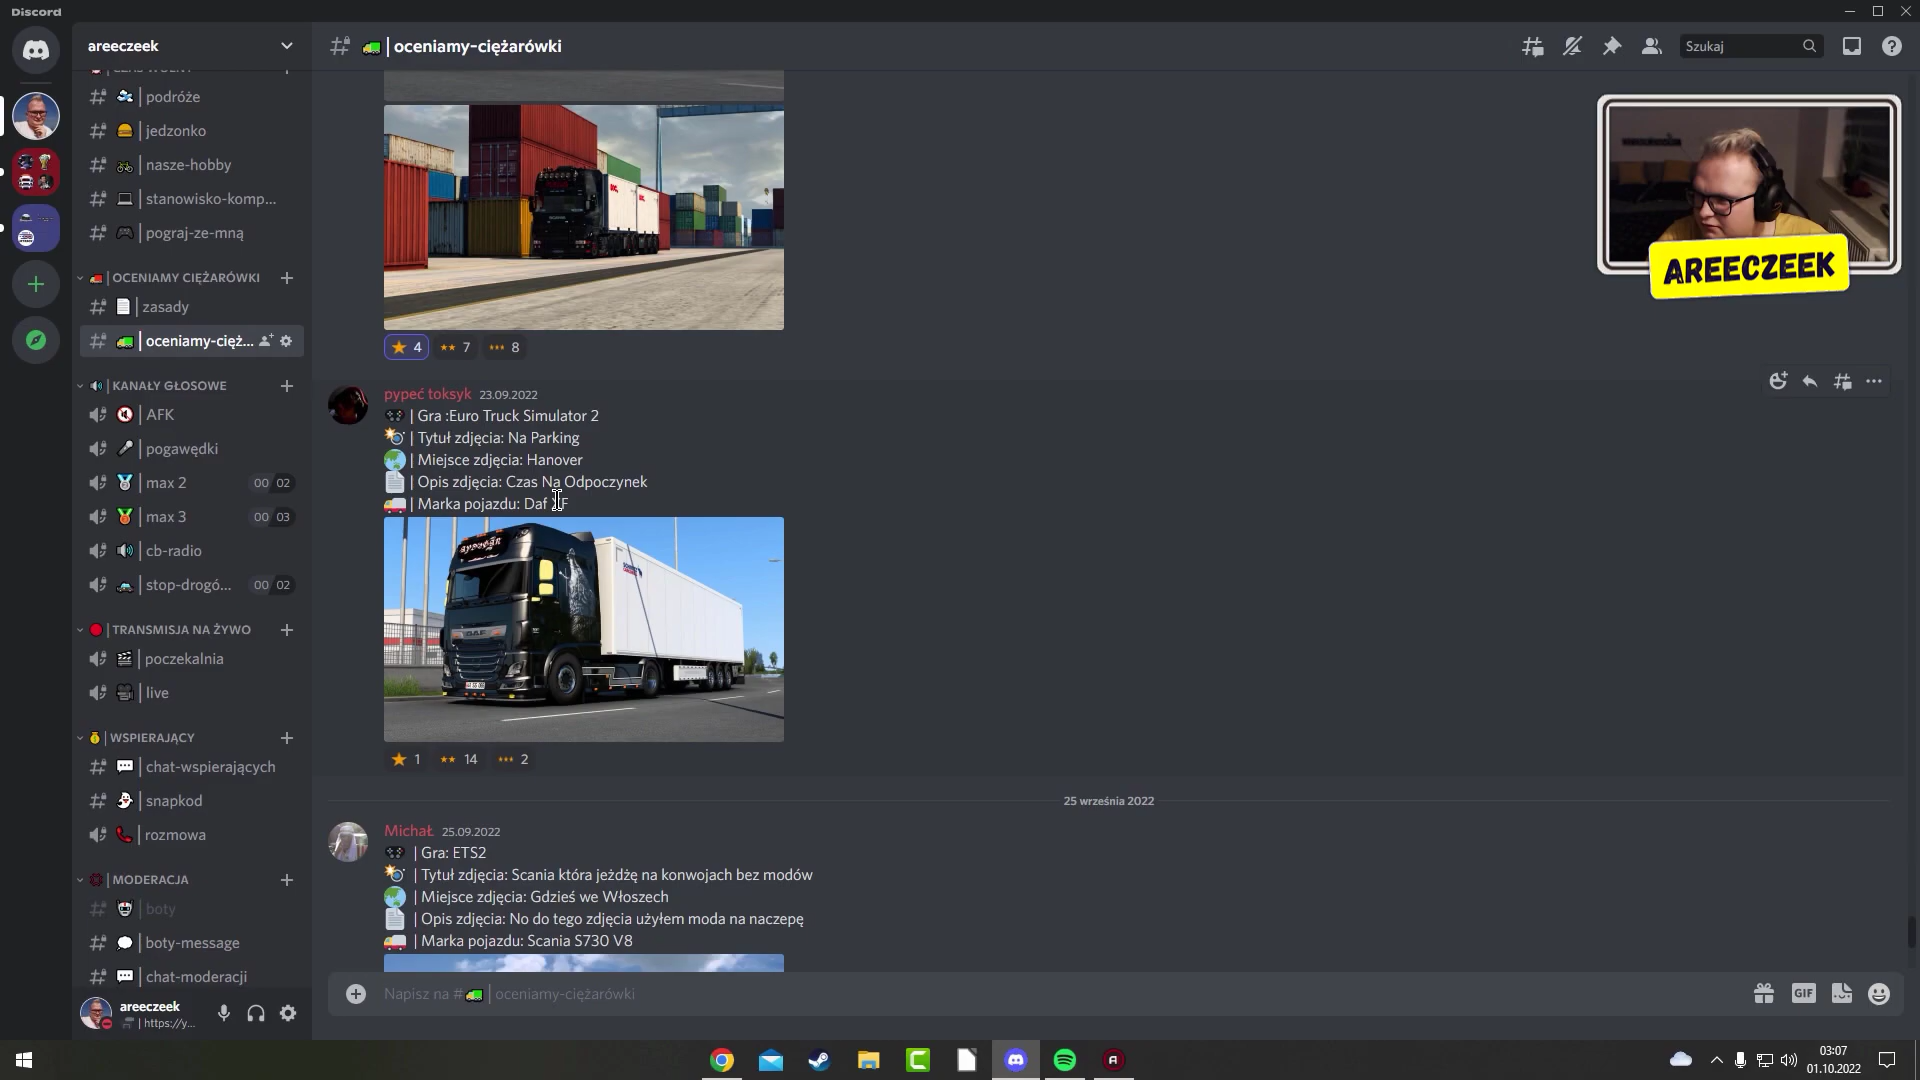 Discord
areeczeek
| oceniamy-ciężarówki
Szukaj
| podróże
| jedzonko
| nasze-hobby
| stanowisko-komp...
| pograj-ze-mną
| OCENIAMY CIĘŻARÓWKI
| zasady
| oceniamy-cięż...
| KANAŁY GŁOSOWE
| AFK
| pogawędki
| max 2 00 02
| max 3 00 03
| cb-radio
| stop-drogó... 00 02
| TRANSMISJA NA ŻYWO
| poczekalnia
| live
| WSPIERAJĄCY
| chat-wspierających
| snapkod
| rozmowa
| MODERACJA
| boty
| boty-message
| chat-moderacji
areeczeek
| https://y...
4 7 8
pypeć toksyk 23.09.2022
| Gra :Euro Truck Simulator 2
| Tytuł zdjęcia: Na Parking
| Miejsce zdjęcia: Hanover
| Opis zdjęcia: Czas Na Odpoczynek
| Marka pojazdu: Daf XF
DAF
1 14 2
25 września 2022
Michał 25.09.2022
| Gra: ETS2
| Tytuł zdjęcia: Scania która jeżdżę na konwojach bez modów
| Miejsce zdjęcia: Gdzieś we Włoszech
| Opis zdjęcia: No do tego zdjęcia użyłem moda na naczepę
| Marka pojazdu: Scania S730 V8
Napisz na # | oceniamy-ciężarówki
GIF
AREECZEEK
03:07
01.10.2022